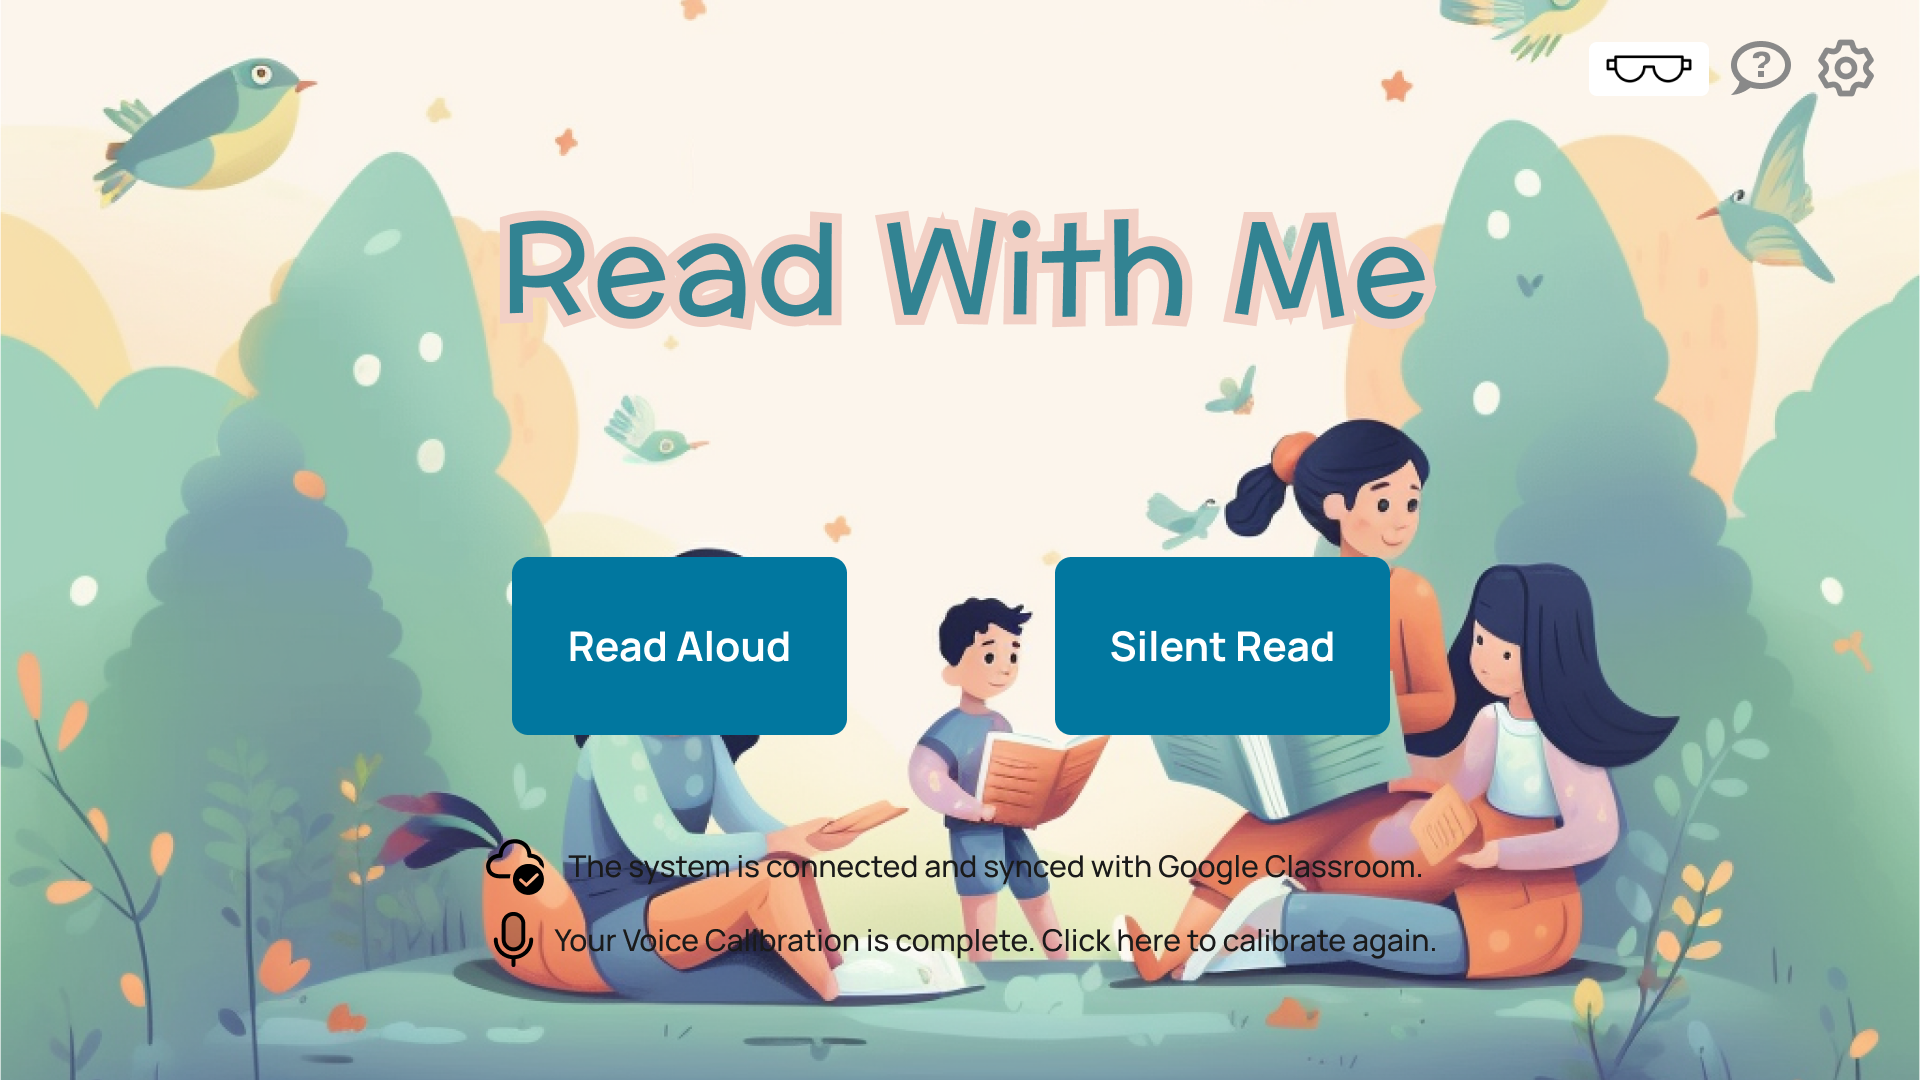 ?
Read With Me
Read Aloud
Silent Read
The system is connected and synced with Google Classroom.
Your Voice Calibration is complete. Click here to calibrate again.